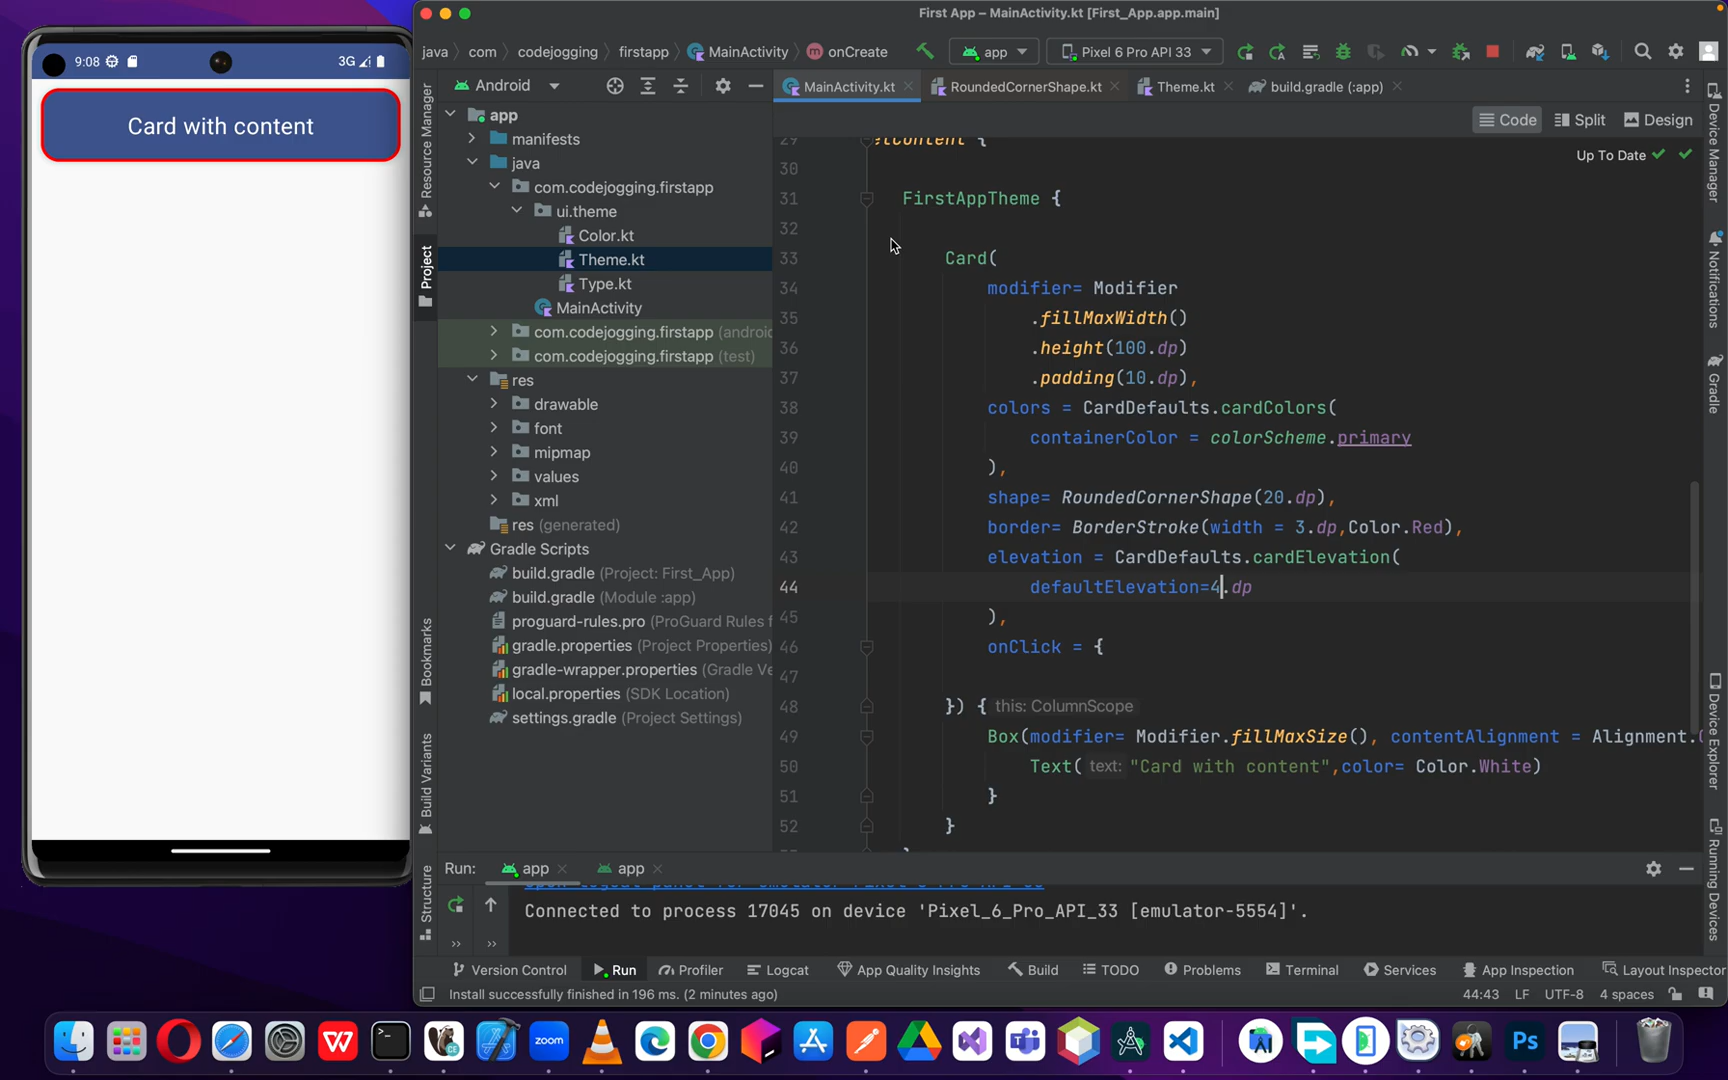 First App – MainActivity.kt [First_App.app.main]
9:08
3G
Card with content
java
com
codejogging
firstapp
MainActivity
onCreate
app
Pixel 6 Pro API 33
Android
MainActivity.kt
RoundedCornerShape.kt
Theme.kt
build.gradle (:app)
Code
Split
Design
Up To Date
Resource Manager
Project
Bookmarks
Build Variants
Structure
app
manifests
java
com.codejogging.firstapp
ui.theme
Color.kt
Theme.kt
Type.kt
MainActivity
com.codejogging.firstapp (androic
com.codejogging.firstapp (test)
res
drawable
font
mipmap
values
xml
res (generated)
Gradle Scripts
build.gradle (Project: First_App)
build.gradle (Module :app)
proguard-rules.pro (ProGuard Rules f
gradle.properties (Project Properties)
gradle-wrapper.properties (Gradle Ve
local.properties (SDK Location)
settings.gradle (Project Settings)
29 etContent {
30
31 FirstAppTheme {
32
33 Card(
34 modifier= Modifier
35 .fillMaxWidth()
36 .height(100.dp)
37 .padding(10.dp),
38 colors = CardDefaults.cardColors(
39 containerColor = colorScheme.primary
40 ),
41 shape= RoundedCornerShape(20.dp),
42 border= BorderStroke(width = 3.dp,Color.Red),
43 elevation = CardDefaults.cardElevation(
44 defaultElevation=4.dp
45 ),
46 onClick = {
47
48 }) { this: ColumnScope
49 Box(modifier= Modifier.fillMaxSize(), contentAlignment = Alignment.
50 Text( text: "Card with content",color= Color.White)
51 }
52 }
Device Manager
Notifications
Gradle
Device Explorer
Running Devices
Run:
app
app
Connected to process 17045 on device 'Pixel_6_Pro_API_33 [emulator-5554]'.
Version Control
Run
Profiler
Logcat
App Quality Insights
Build
TODO
Problems
Terminal
Services
App Inspection
Layout Inspector
Install successfully finished in 196 ms. (2 minutes ago)
44:43
LF
UTF-8
4 spaces
zoom
Ps